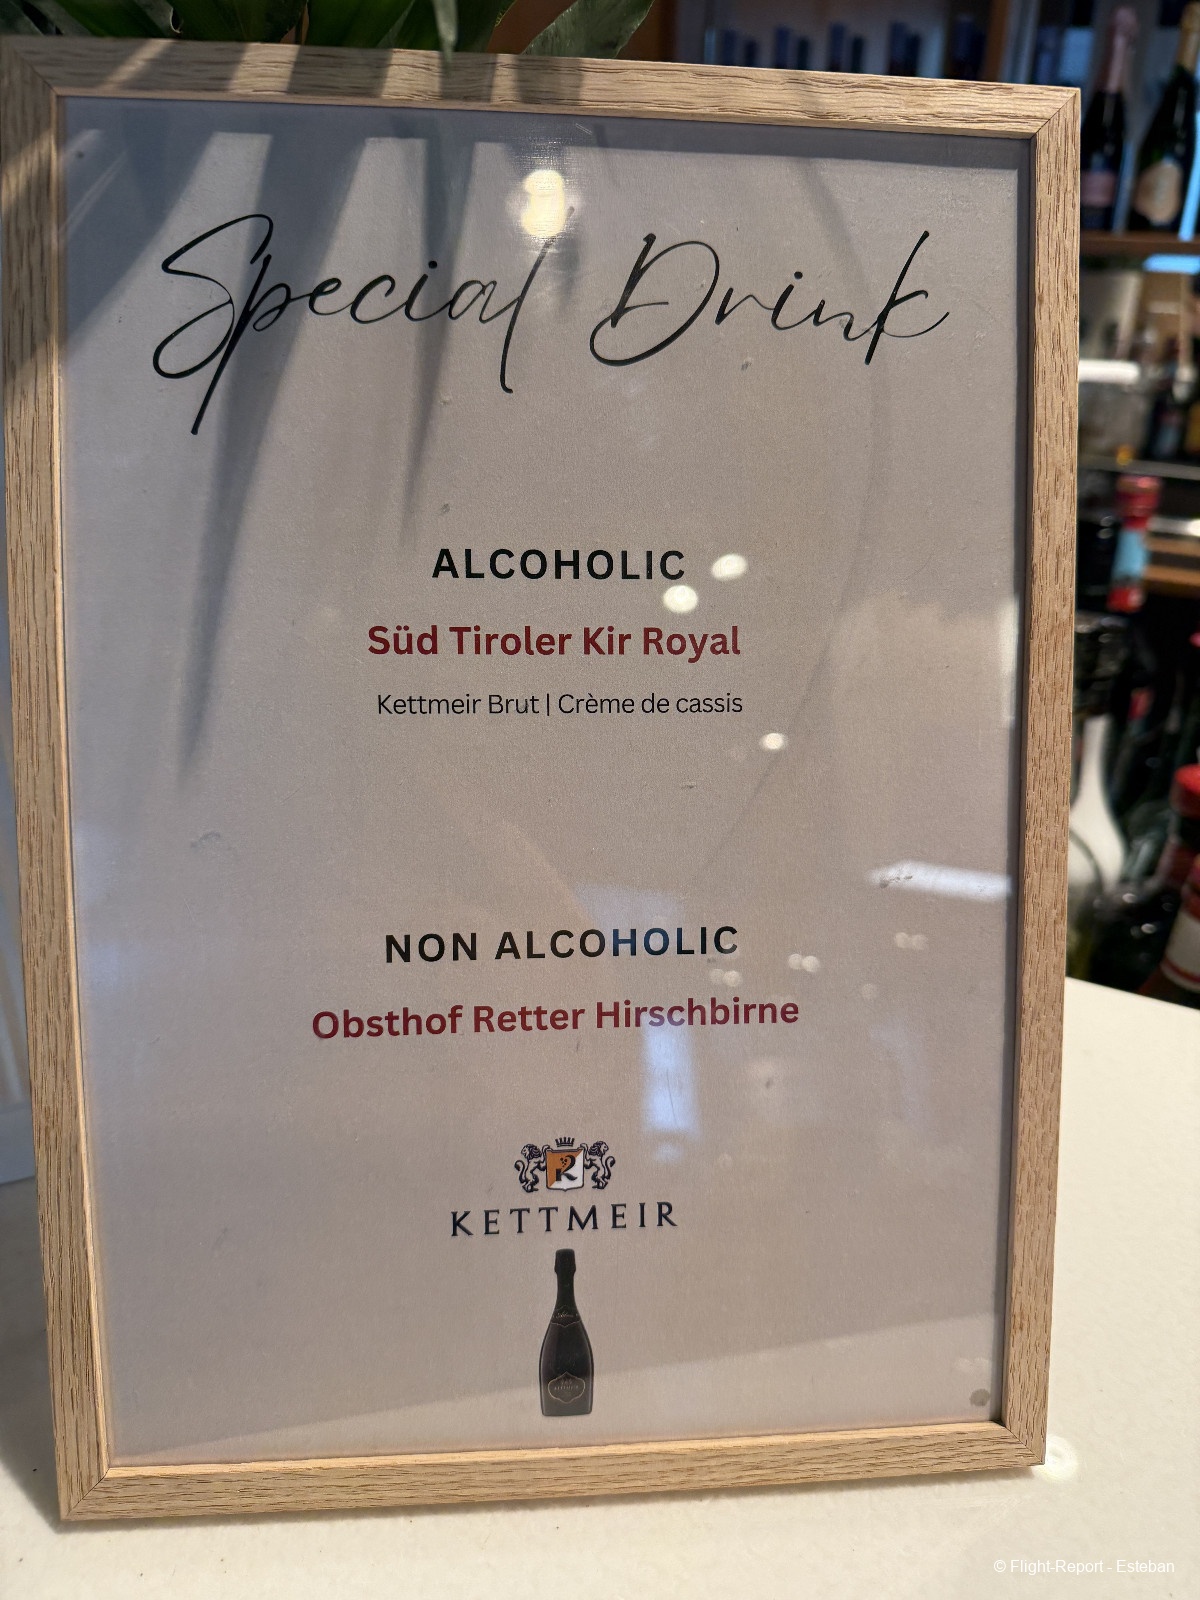 Special Drink
ALCOHOLIC
Süd Tiroler Kir Royal
Kettmeir Brut | Crème de cassis
NON ALCOHOLIC
Obsthof Retter Hirschbirne
KETTMEIR
© Flight-Report - Esteban